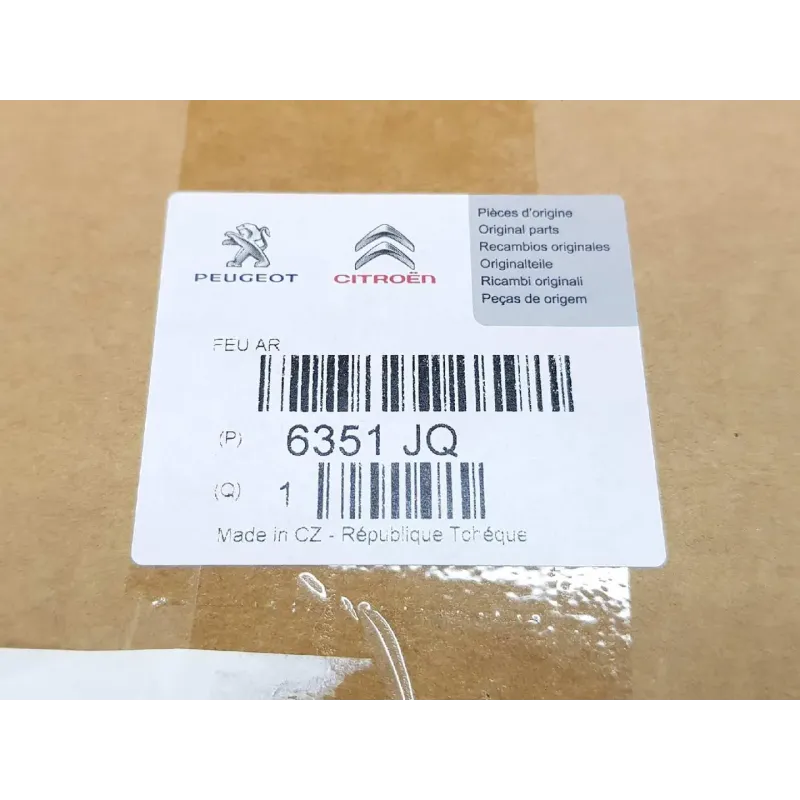 PEUGEOT
CITROËN
Pièces d'origine
Original parts
Recambios originales
Originalteile
Ricambi originali
Peças de origem
FEU AR
(P) 6351 JQ
(Q) 1
Made in CZ - République Tchéque